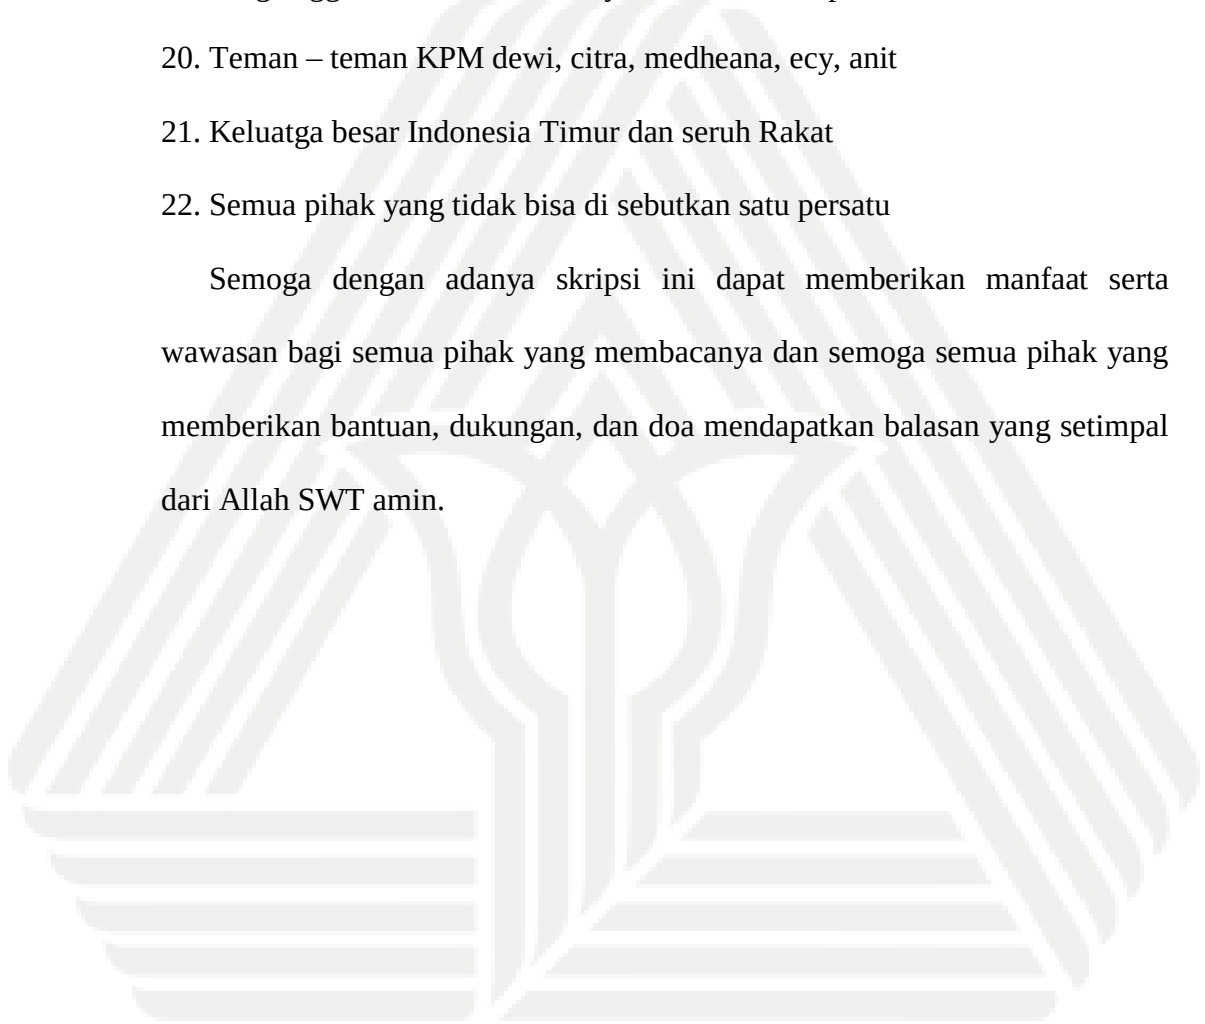 20. Teman – teman KPM dewi, citra, medheana, ecy, anit
21. Keluatga besar Indonesia Timur dan seruh Rakat
22. Semua pihak yang tidak bisa di sebutkan satu persatu
Semoga dengan adanya skripsi ini dapat memberikan manfaat serta
wawasan bagi semua pihak yang membacanya dan semoga semua pihak yang
memberikan bantuan, dukungan, dan doa mendapatkan balasan yang setimpal
dari Allah SWT amin.